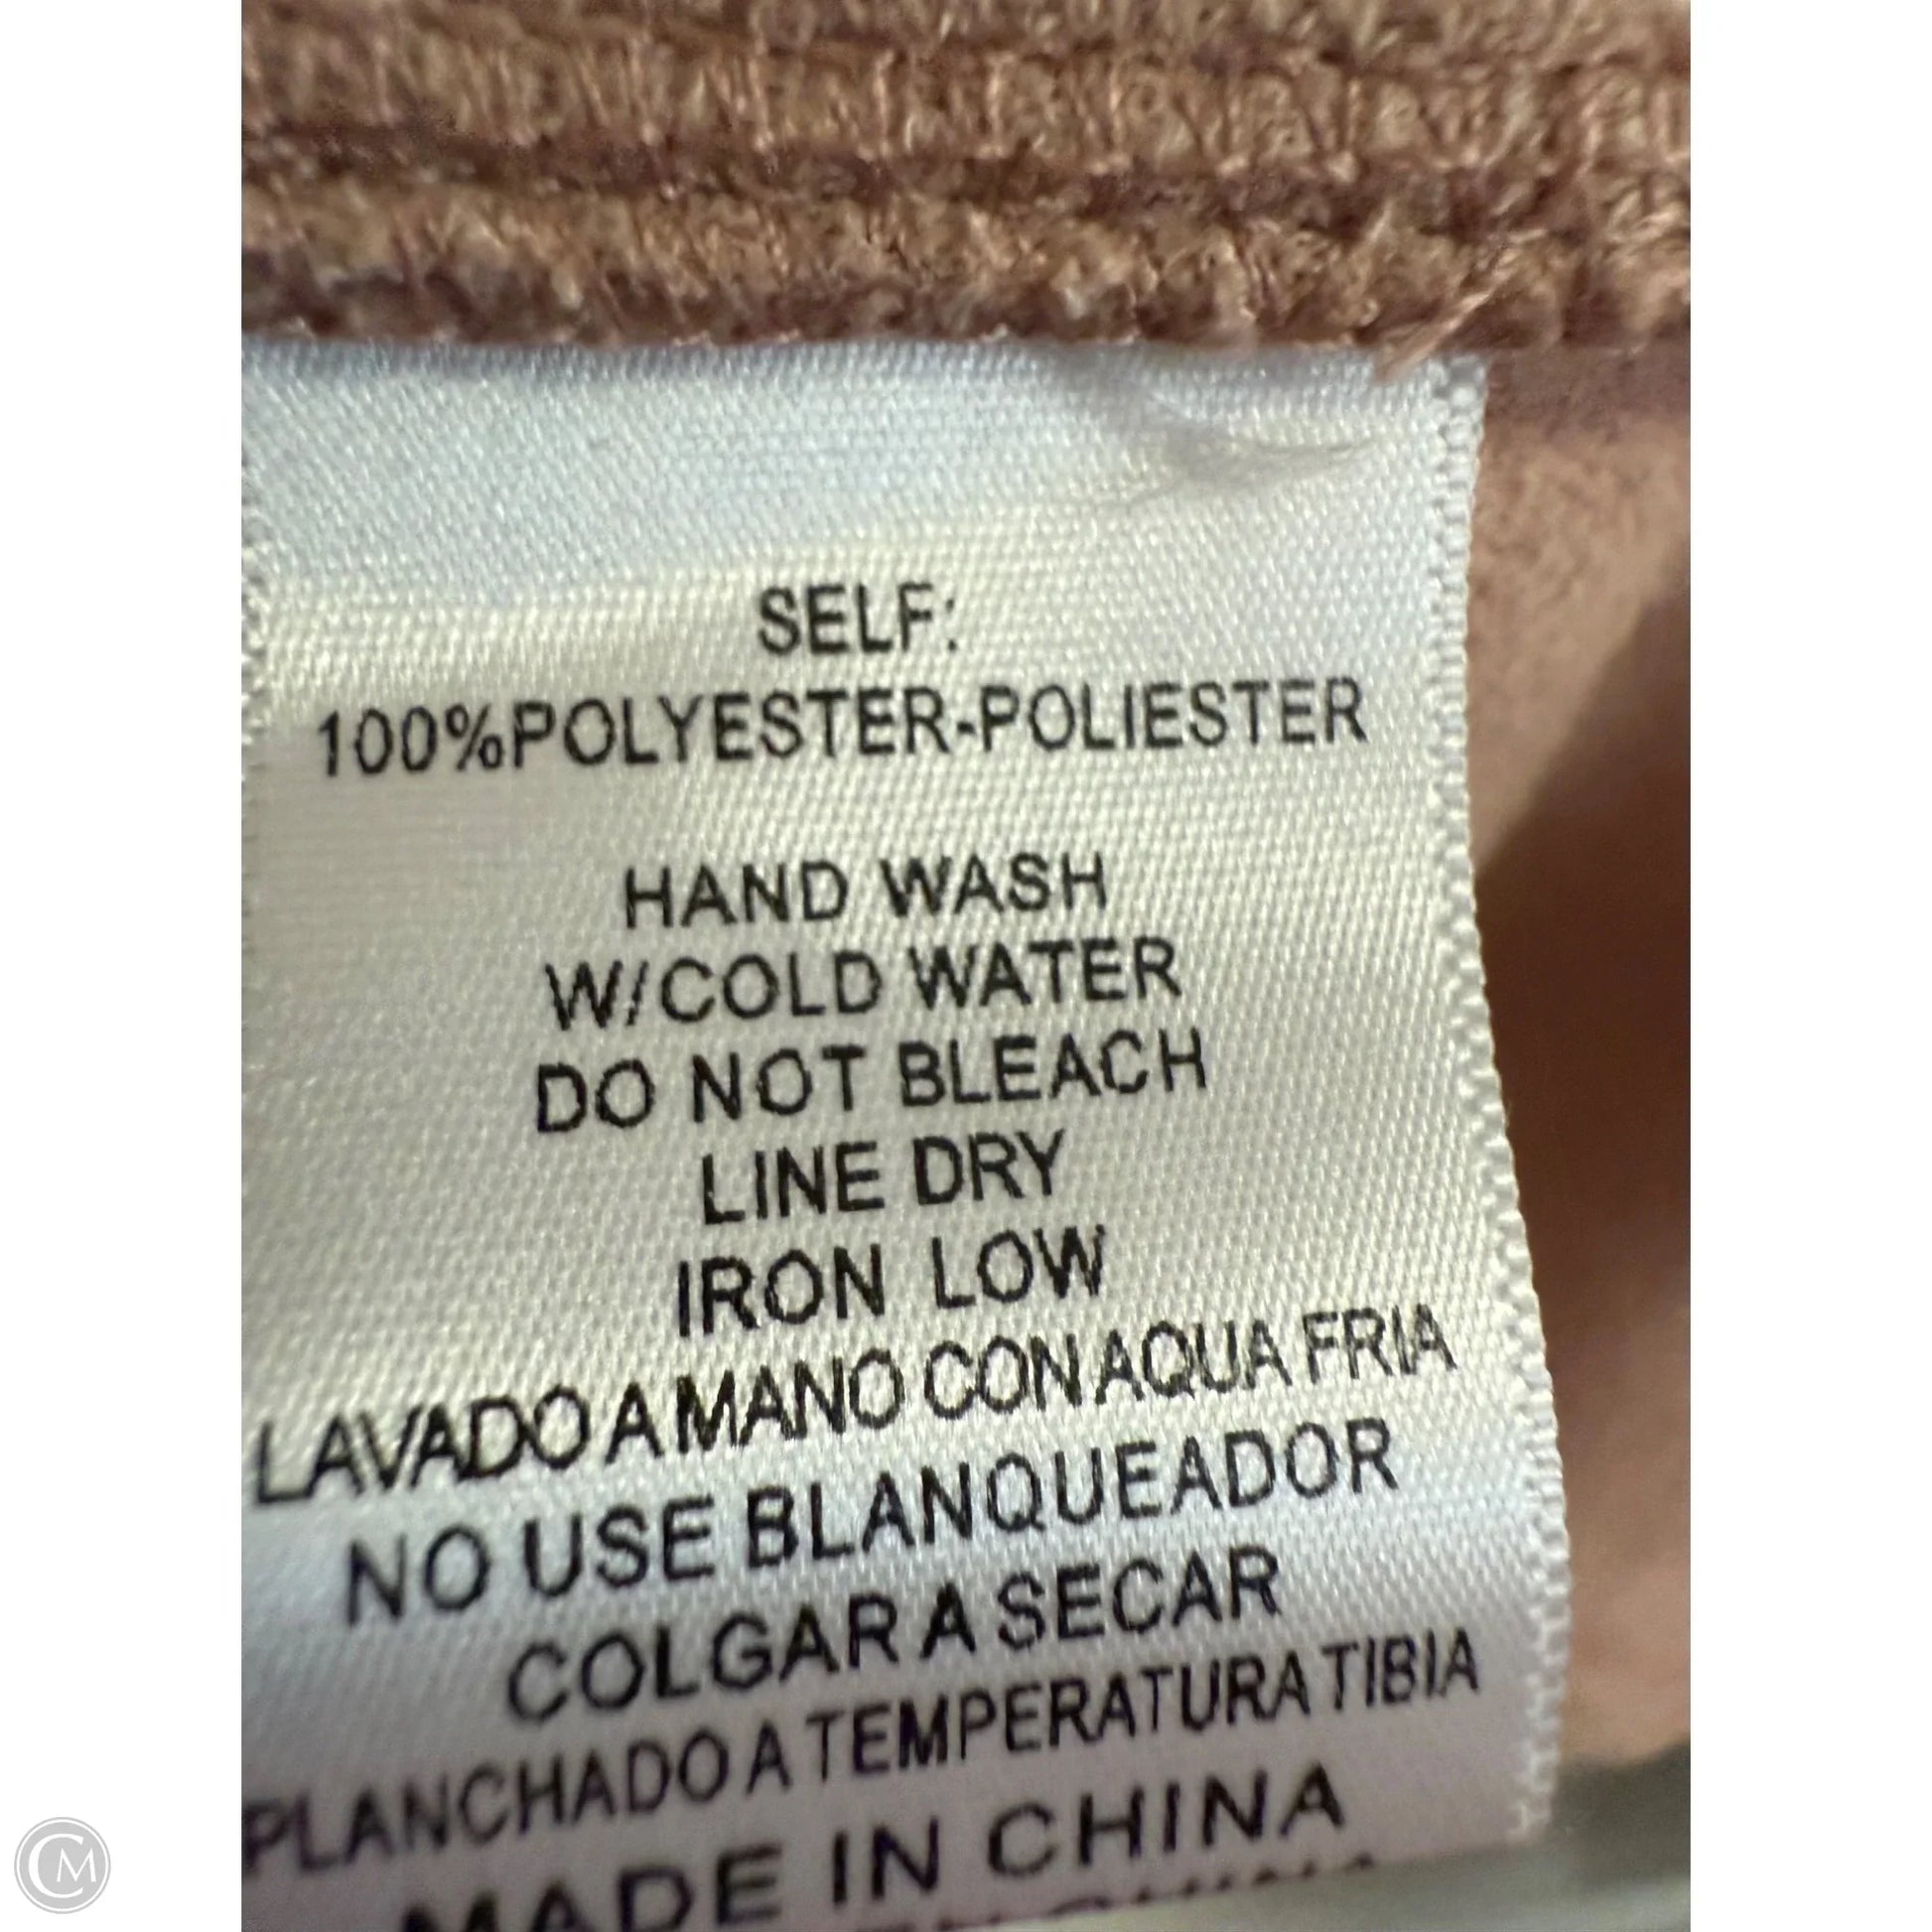 SELF:
100%POLYESTER-POLIESTER
HAND WASH
W/COLD WATER
DO NOT BLEACH
LINE DRY
IRON LOW
LAVADO A MANO CON AQUA FRIA
NO USE BLANQUEADOR
COLGAR A SECAR
PLANCHADO A TEMPERATURA TIBIA
MADE IN CHINA
CM